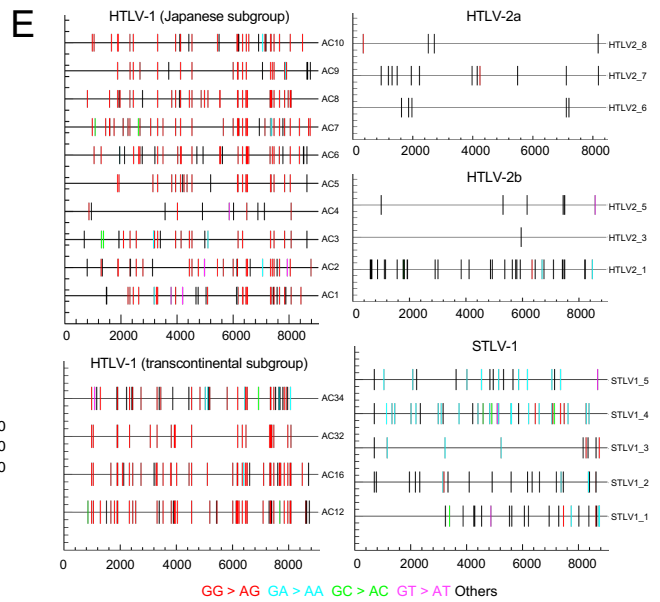 E
HTLV-1 (Japanese subgroup)
AC10
AC9
AC8
AC7
AC6
AC5
AC4
AC3
AC2
AC1
0 2000 4000 6000 8000
HTLV-1 (transcontinental subgroup)
AC34
AC32
AC16
AC12
0 2000 4000 6000 8000
0
0
0
HTLV-2a
HTLV2_8
HTLV2_7
HTLV2_6
0 2000 4000 6000 8000
HTLV-2b
HTLV2_5
HTLV2_3
HTLV2_1
0 2000 4000 6000 8000
STLV-1
STLV1_5
STLV1_4
STLV1_3
STLV1_2
STLV1_1
0 2000 4000 6000 8000
GG > AG GA > AA GC > AC GT > AT Others